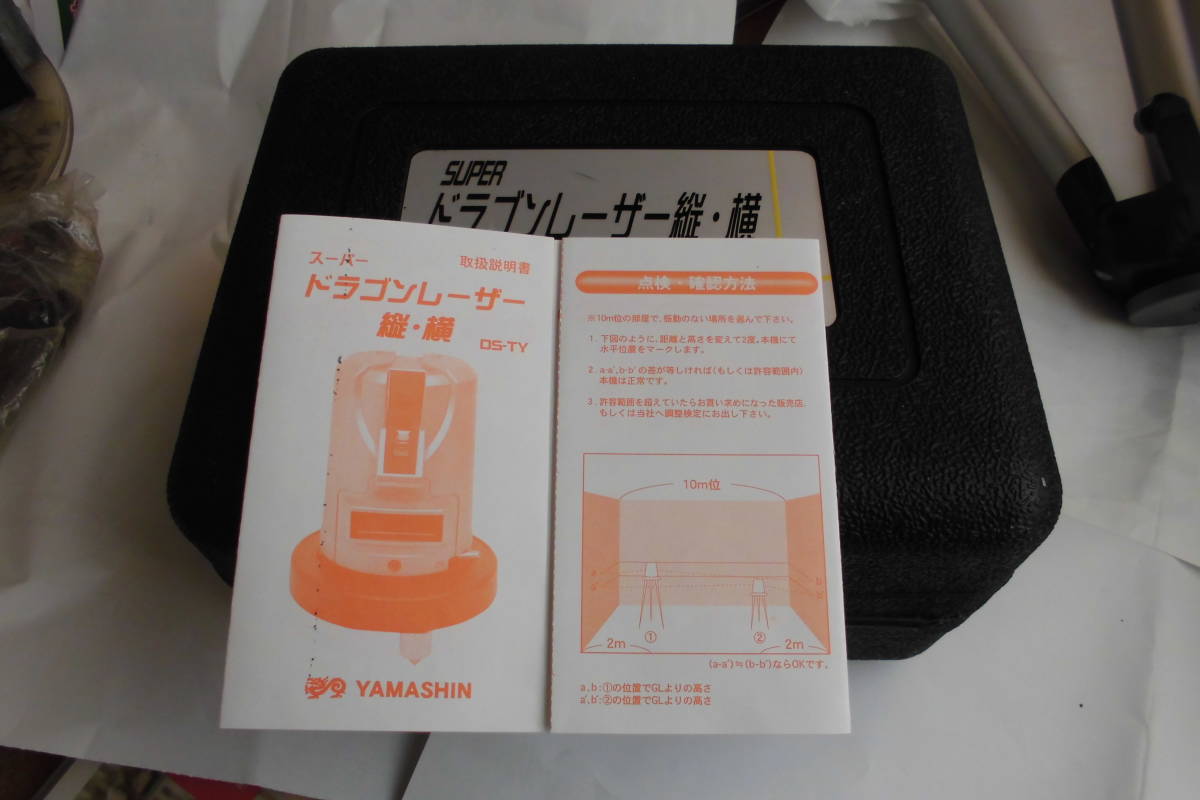 SUPER
ドラゴンレーザー縦・横
スーパー 取扱説明書
ドラゴンレーザー
縦・横 DS-TY
YAMASHIN
点検・確認方法
※10m位の部屋で、振動のない場所を選んで下さい。
1. 下図のように、距離と高さを変えて2度、本機にて
水平位置をマークします。
2. a-a',b-b'の差が等しければ(もしくは許容範囲内)
本機は正常です。
3. 許容範囲を超えていたらお買い求めになった販売店、
もしくは当社へ調整検定にお出し下さい。
10m位
a
b
① ②
2m 2m
(a-a')≒(b-b')ならOKです。
a,b:①の位置でGLよりの高さ
a',b':②の位置でGLよりの高さ